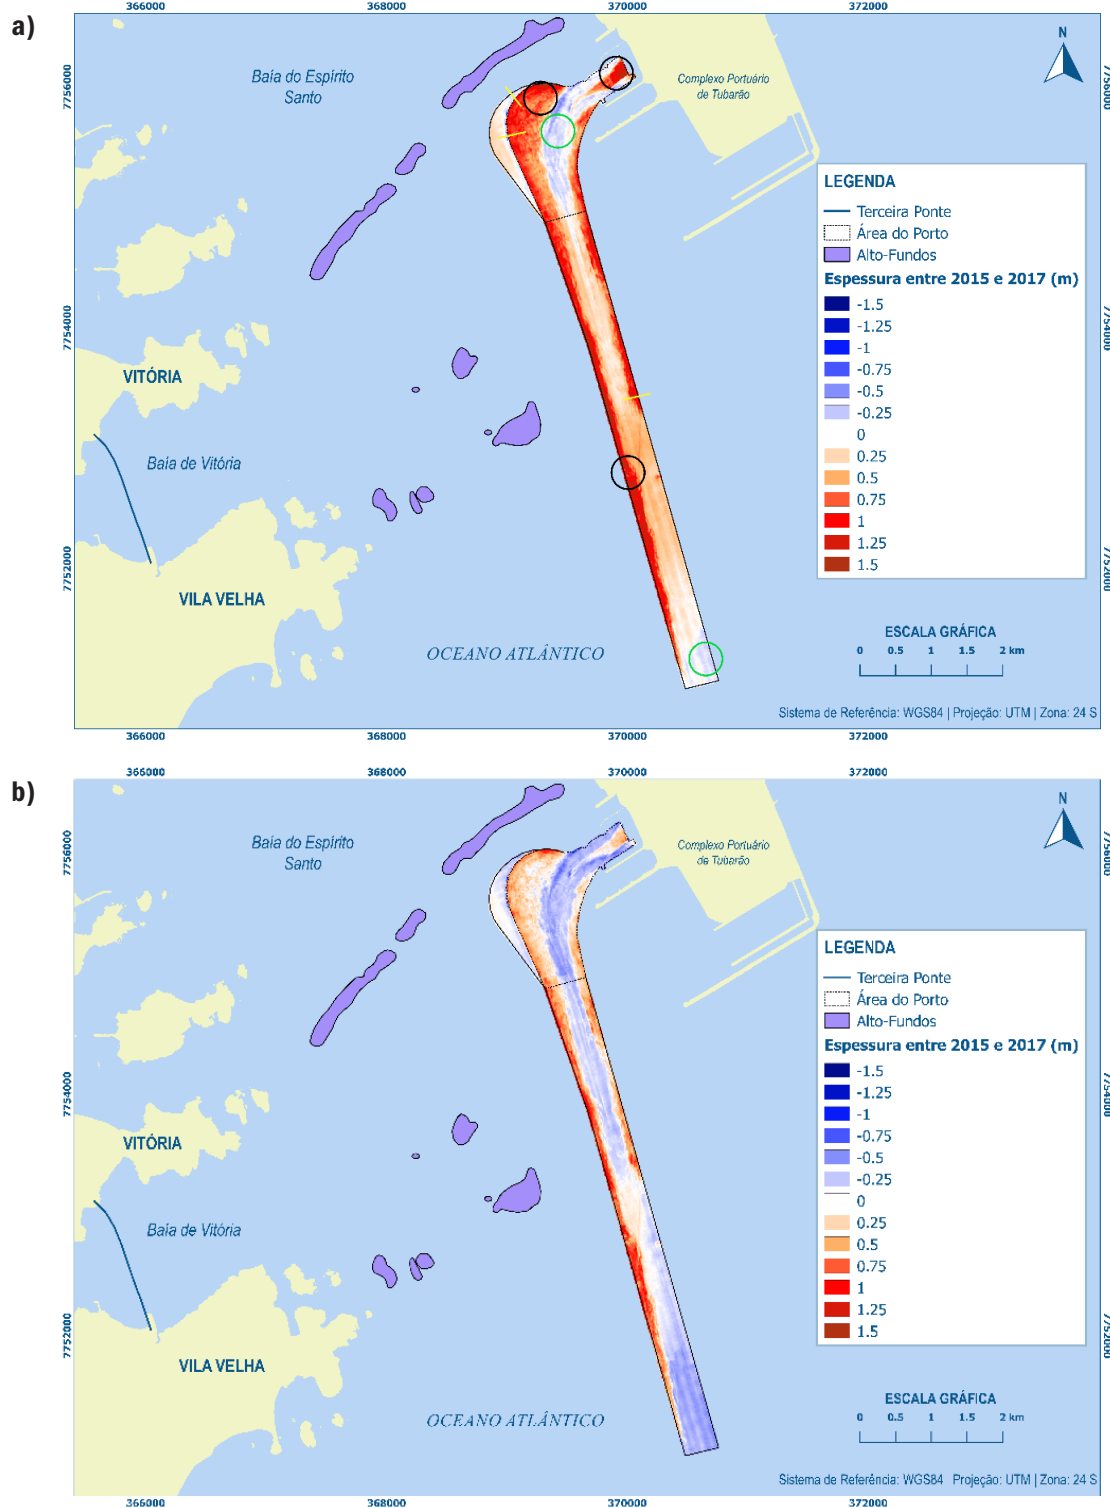 a)
366000 368000 370000 372000
N
Baía do Espírito
Santo
Complexo Portuário
de Tubarão
7756000 7756000
LEGENDA
Terceira Ponte
Área do Porto
Alto-Fundos
Espessura entre 2015 e 2017 (m)
-1.5
-1.25
-1
-0.75
-0.5
-0.25
0
0.25
0.5
0.75
1
1.25
1.5
7754000 7754000
VITÓRIA
Baía de Vitória
7752000 7752000
VILA VELHA
OCEANO ATLÂNTICO
ESCALA GRÁFICA
0 0.5 1 1.5 2 km
Sistema de Referência: WGS84 | Projeção: UTM | Zona: 24 S
366000 368000 370000 372000
b)
366000 368000 370000 372000
N
Baía do Espírito
Santo
Complexo Portuário
de Tubarão
7756000 7756000
LEGENDA
Terceira Ponte
Área do Porto
Alto-Fundos
Espessura entre 2015 e 2017 (m)
-1.5
-1.25
-1
-0.75
-0.5
-0.25
0
0.25
0.5
0.75
1
1.25
1.5
7754000 7754000
VITÓRIA
Baía de Vitória
7752000 7752000
VILA VELHA
OCEANO ATLÂNTICO
ESCALA GRÁFICA
0 0.5 1 1.5 2 km
Sistema de Referência: WGS84 Projeção: UTM | Zona: 24 S
366000 368000 370000 372000